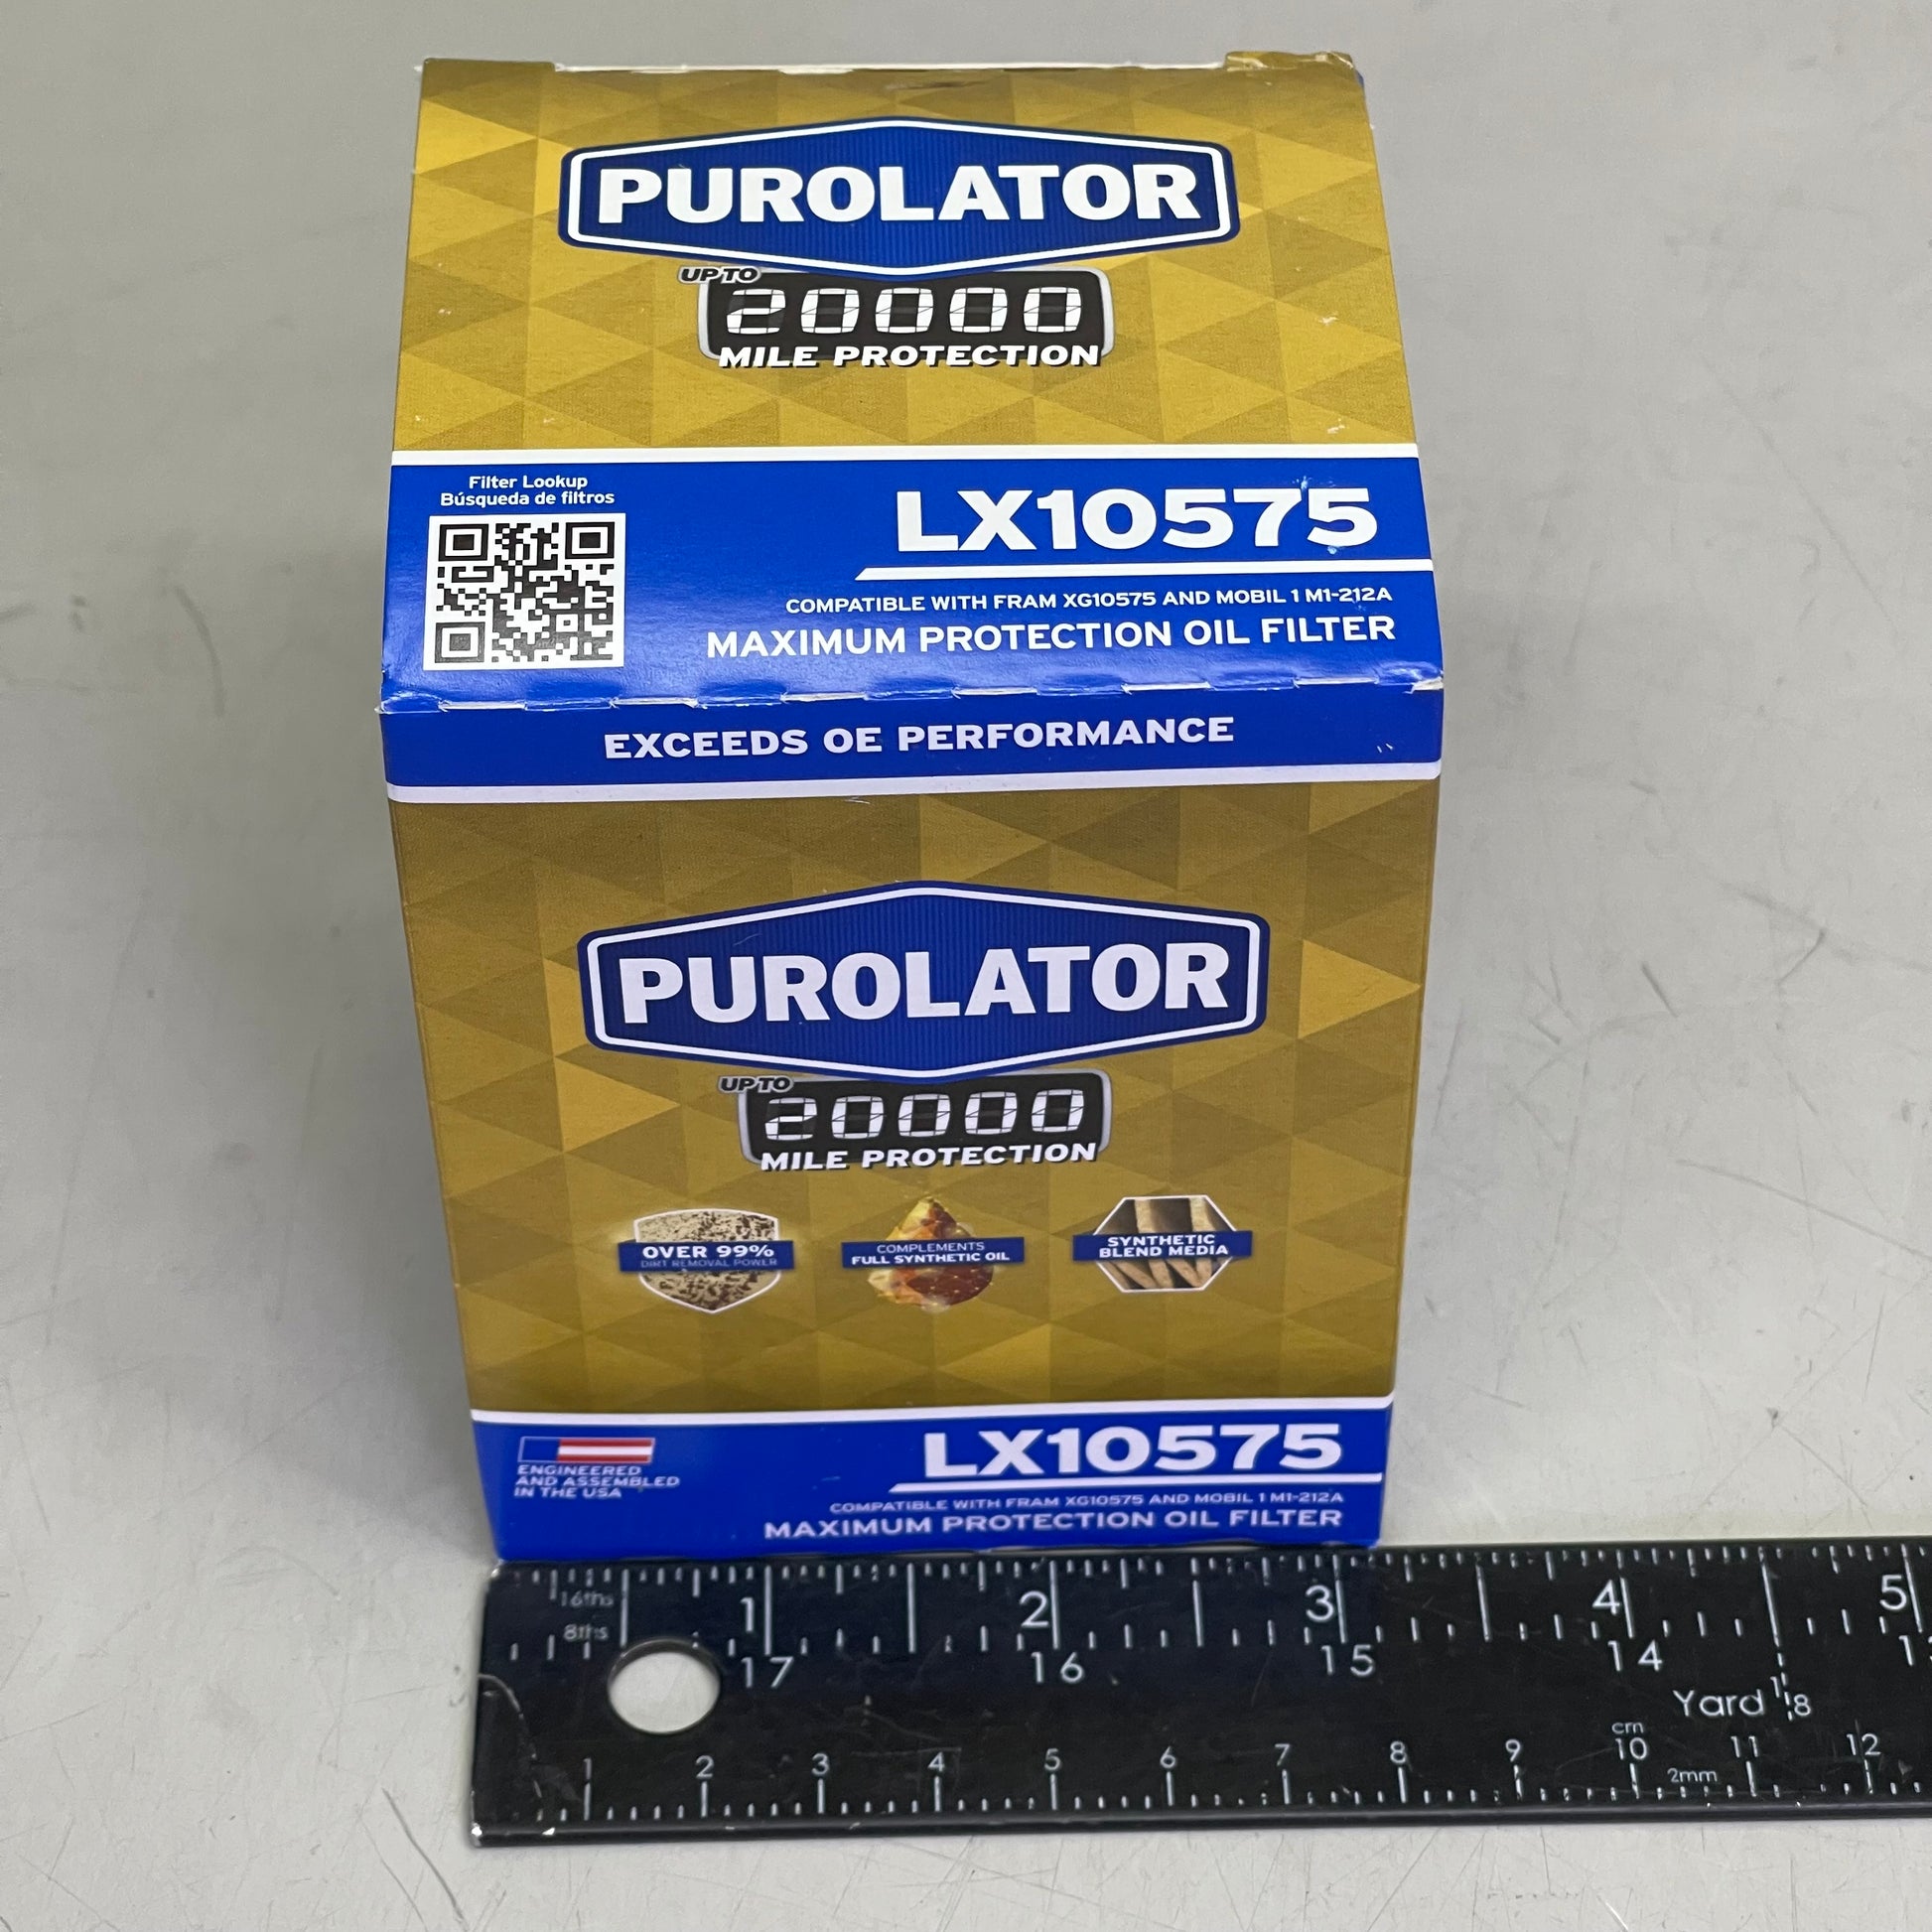 PUROLATOR
UP TO
20000
MILE PROTECTION
Filter Lookup
Búsqueda de filtros
LX10575
COMPATIBLE WITH FRAM XG10575 AND MOBIL 1 M1-212A
MAXIMUM PROTECTION OIL FILTER
EXCEEDS OE PERFORMANCE
PUROLATOR
UP TO
20000
MILE PROTECTION
OVER 99%
DIRT REMOVAL POWER
COMPLEMENTS
FULL SYNTHETIC OIL
SYNTHETIC
BLEND MEDIA
ENGINEERED
AND ASSEMBLED
IN THE USA
LX10575
COMPATIBLE WITH FRAM XG10575 AND MOBIL 1 M1-212A
MAXIMUM PROTECTION OIL FILTER
16ths
8ths
1 2 3 4 5
17 16 15 14
Yard 1/8
cm
1 2 3 4 5 6 7 8 9 10 11 12
2mm